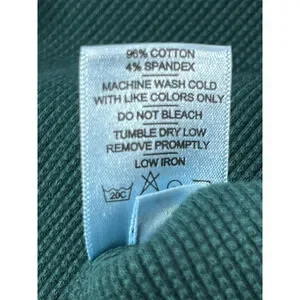 96% COTTON
4% SPANDEX
MACHINE WASH COLD
WITH LIKE COLORS ONLY
DO NOT BLEACH
TUMBLE DRY LOW
REMOVE PROMPTLY
LOW IRON
20C